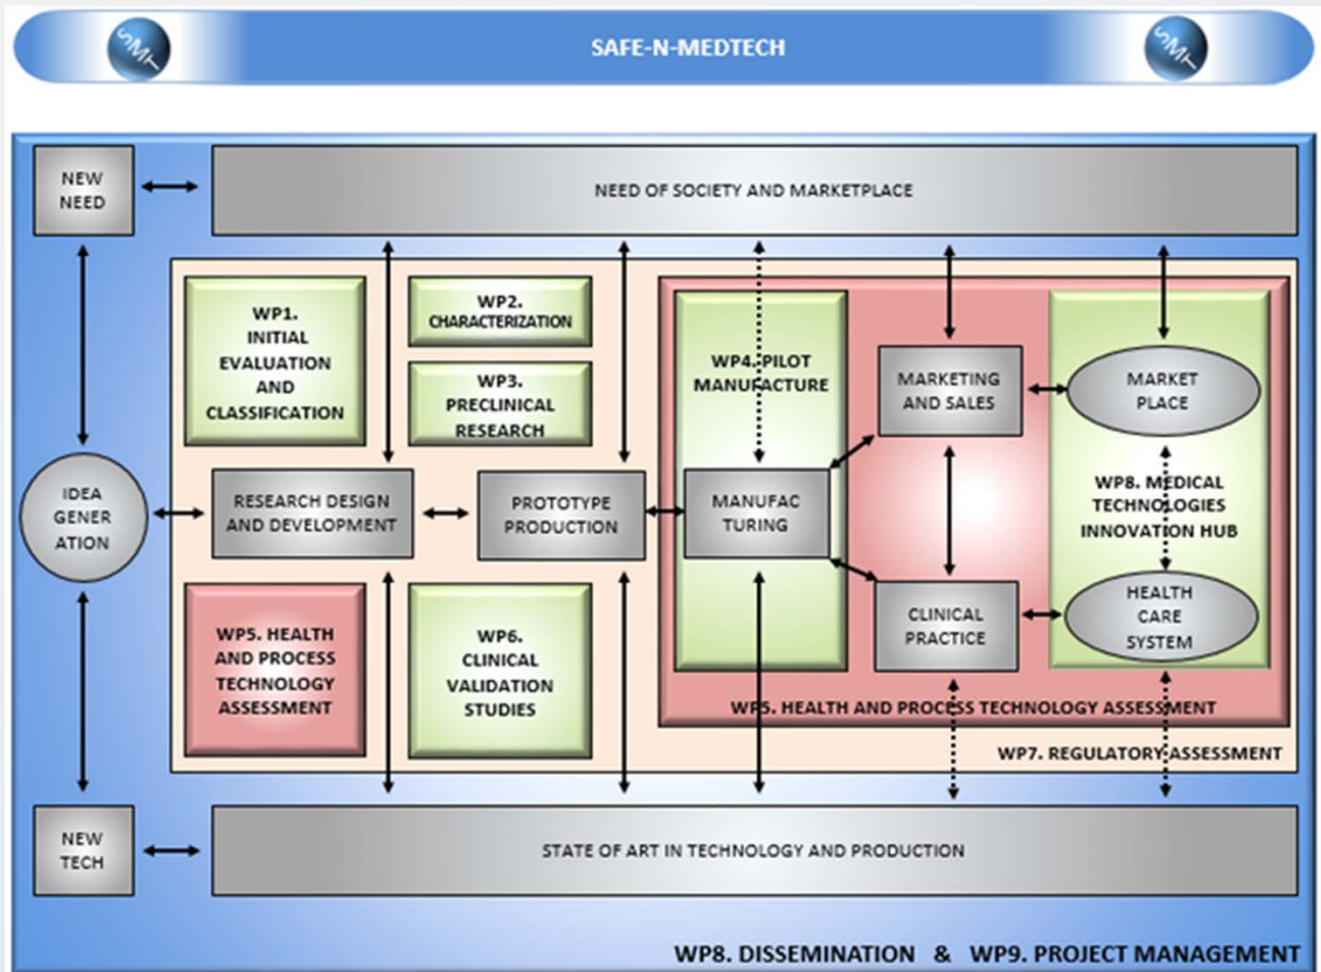 SMT
SAFE-N-MEDTECH
SMT
NEW
NEED
NEED OF SOCIETY AND MARKETPLACE
WP1.
INITIAL
EVALUATION
AND
CLASSIFICATION
WP2.
CHARACTERIZATION
WP3.
PRECLINICAL
RESEARCH
WP4. PILOT
MANUFACTURE
MARKETING
AND SALES
MARKET
PLACE
IDEA
GENER
ATION
RESEARCH DESIGN
AND DEVELOPMENT
PROTOTYPE
PRODUCTION
MANUFAC
TURING
WP8. MEDICAL
TECHNOLOGIES
INNOVATION HUB
WP5. HEALTH
AND PROCESS
TECHNOLOGY
ASSESSMENT
WP6.
CLINICAL
VALIDATION
STUDIES
CLINICAL
PRACTICE
HEALTH
CARE
SYSTEM
WP5. HEALTH AND PROCESS TECHNOLOGY ASSESSMENT
WP7. REGULATORY ASSESSMENT
NEW
TECH
STATE OF ART IN TECHNOLOGY AND PRODUCTION
WP8. DISSEMINATION & WP9. PROJECT MANAGEMENT